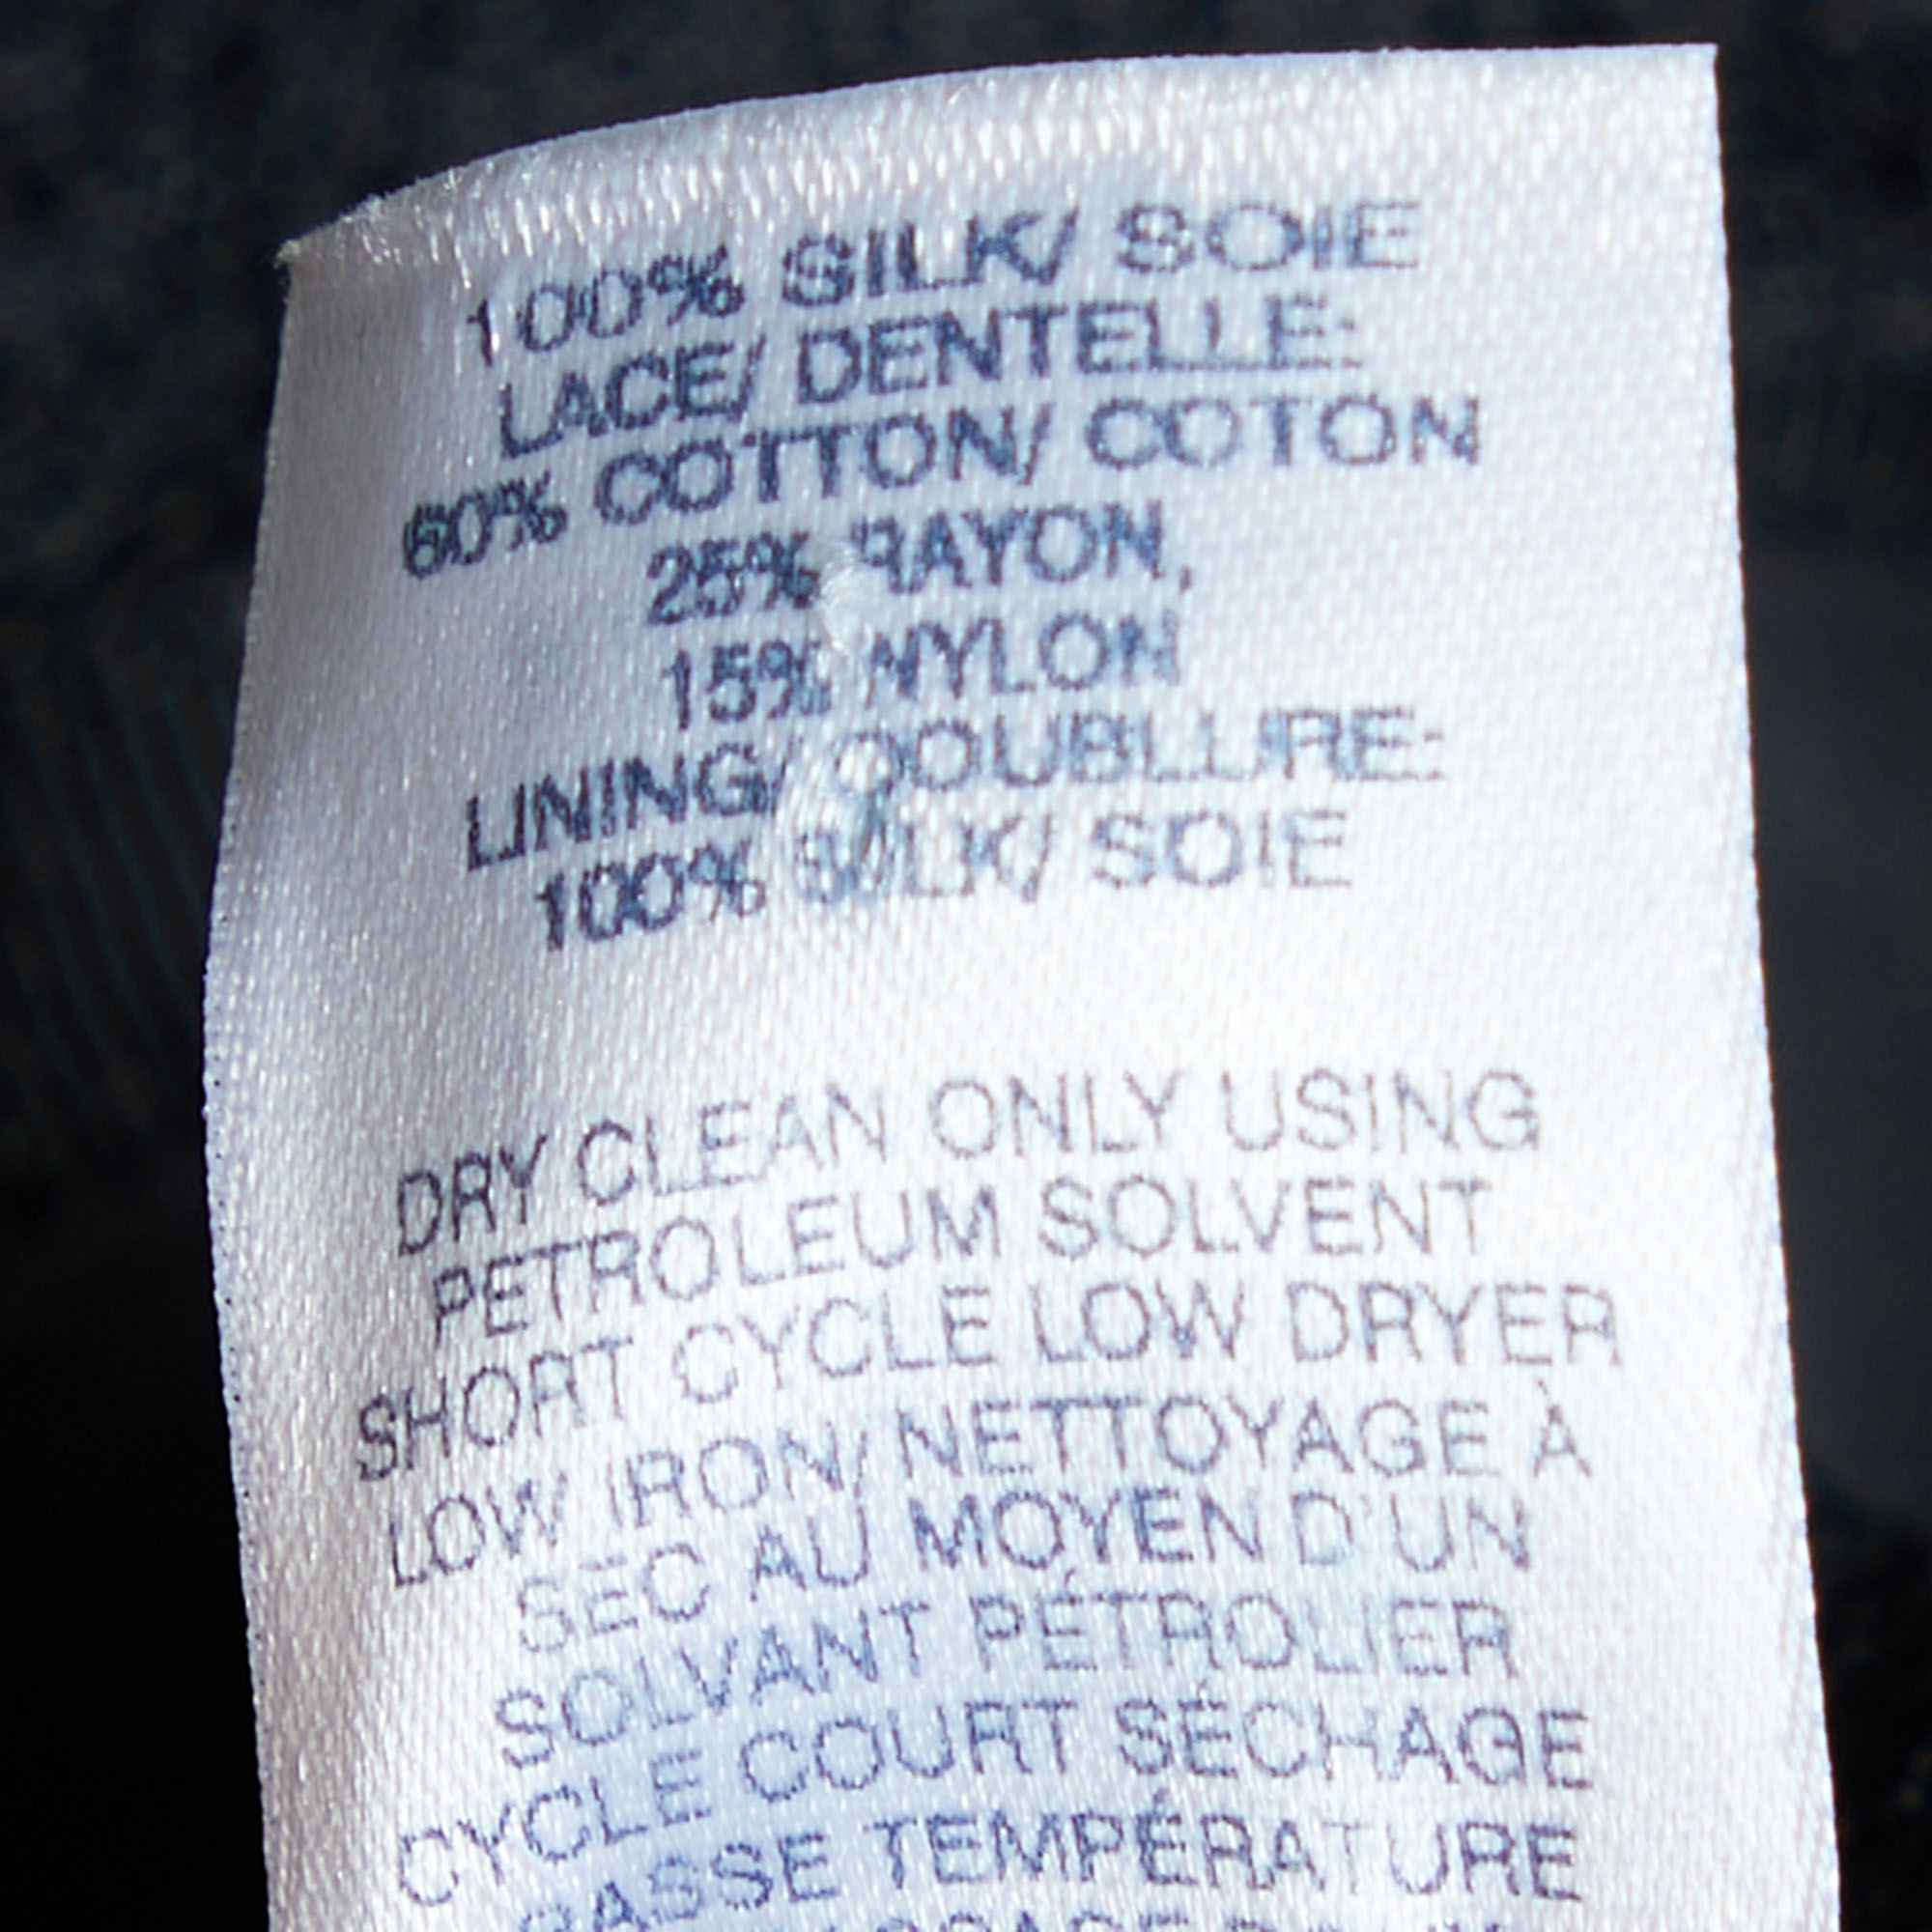 100% SILK/ SOIE
LACE/ DENTELLE:
60% COTTON/ COTON
25% RAYON,
15% NYLON
LINING/ DOUBLURE:
100% SILK/ SOIE
DRY CLEAN ONLY USING
PETROLEUM SOLVENT
SHORT CYCLE LOW DRYER
LOW IRON/ NETTOYAGE À
SEC AU MOYEN D'UN
SOLVANT PÉTROLIER
CYCLE COURT SÉCHAGE
BASSE TEMPÉRATURE